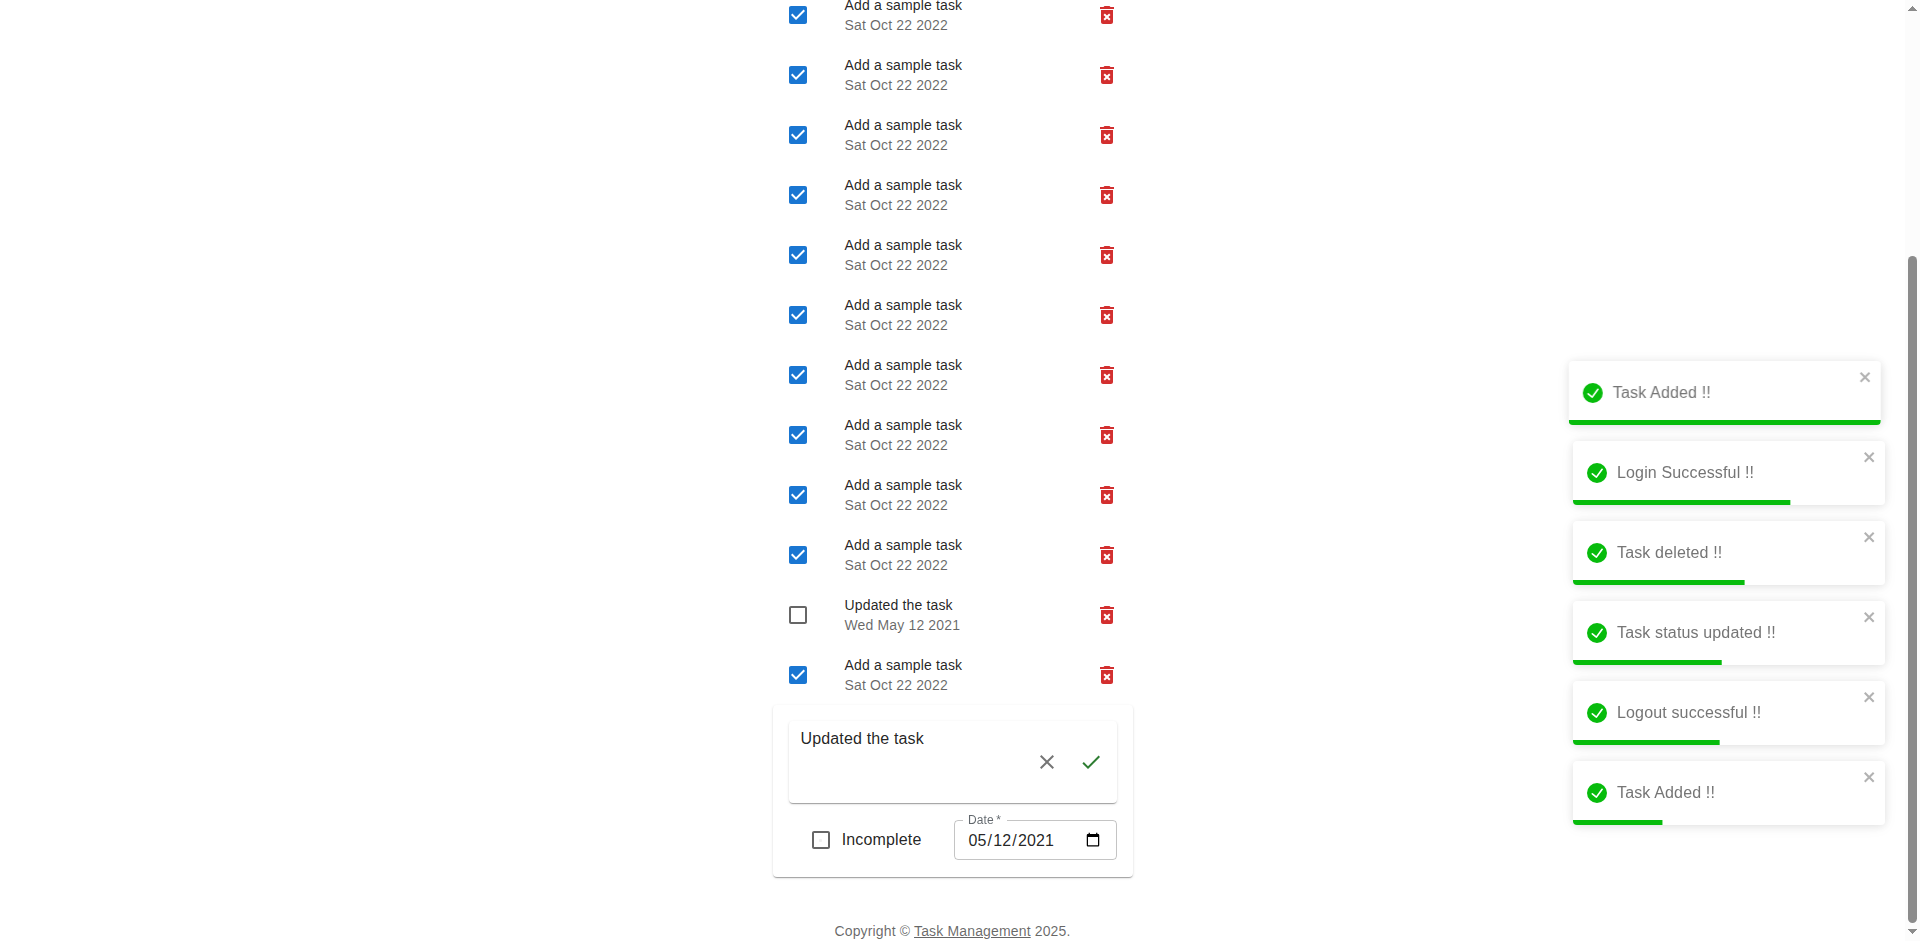 Add a sample task
Sat Oct 22 2022
Add a sample task
Sat Oct 22 2022
Add a sample task
Sat Oct 22 2022
Add a sample task
Sat Oct 22 2022
Add a sample task
Sat Oct 22 2022
Add a sample task
Sat Oct 22 2022
Add a sample task
Sat Oct 22 2022
Add a sample task
Sat Oct 22 2022
Add a sample task
Sat Oct 22 2022
Add a sample task
Sat Oct 22 2022
Updated the task
Wed May 12 2021
Add a sample task
Sat Oct 22 2022
Updated the task
Incomplete
Date *
05/12/2021
Copyright © Task Management 2025.
Task Added !!
Login Successful !!
Task deleted !!
Task status updated !!
Logout successful !!
Task Added !!